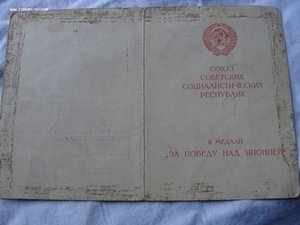 СОЮЗ
СОВЕТСКИХ
СОЦИАЛИСТИЧЕСКИХ
РЕСПУБЛИК
К МЕДАЛИ
„ЗА ПОБЕДУ НАД ЯПОНИЕЙ